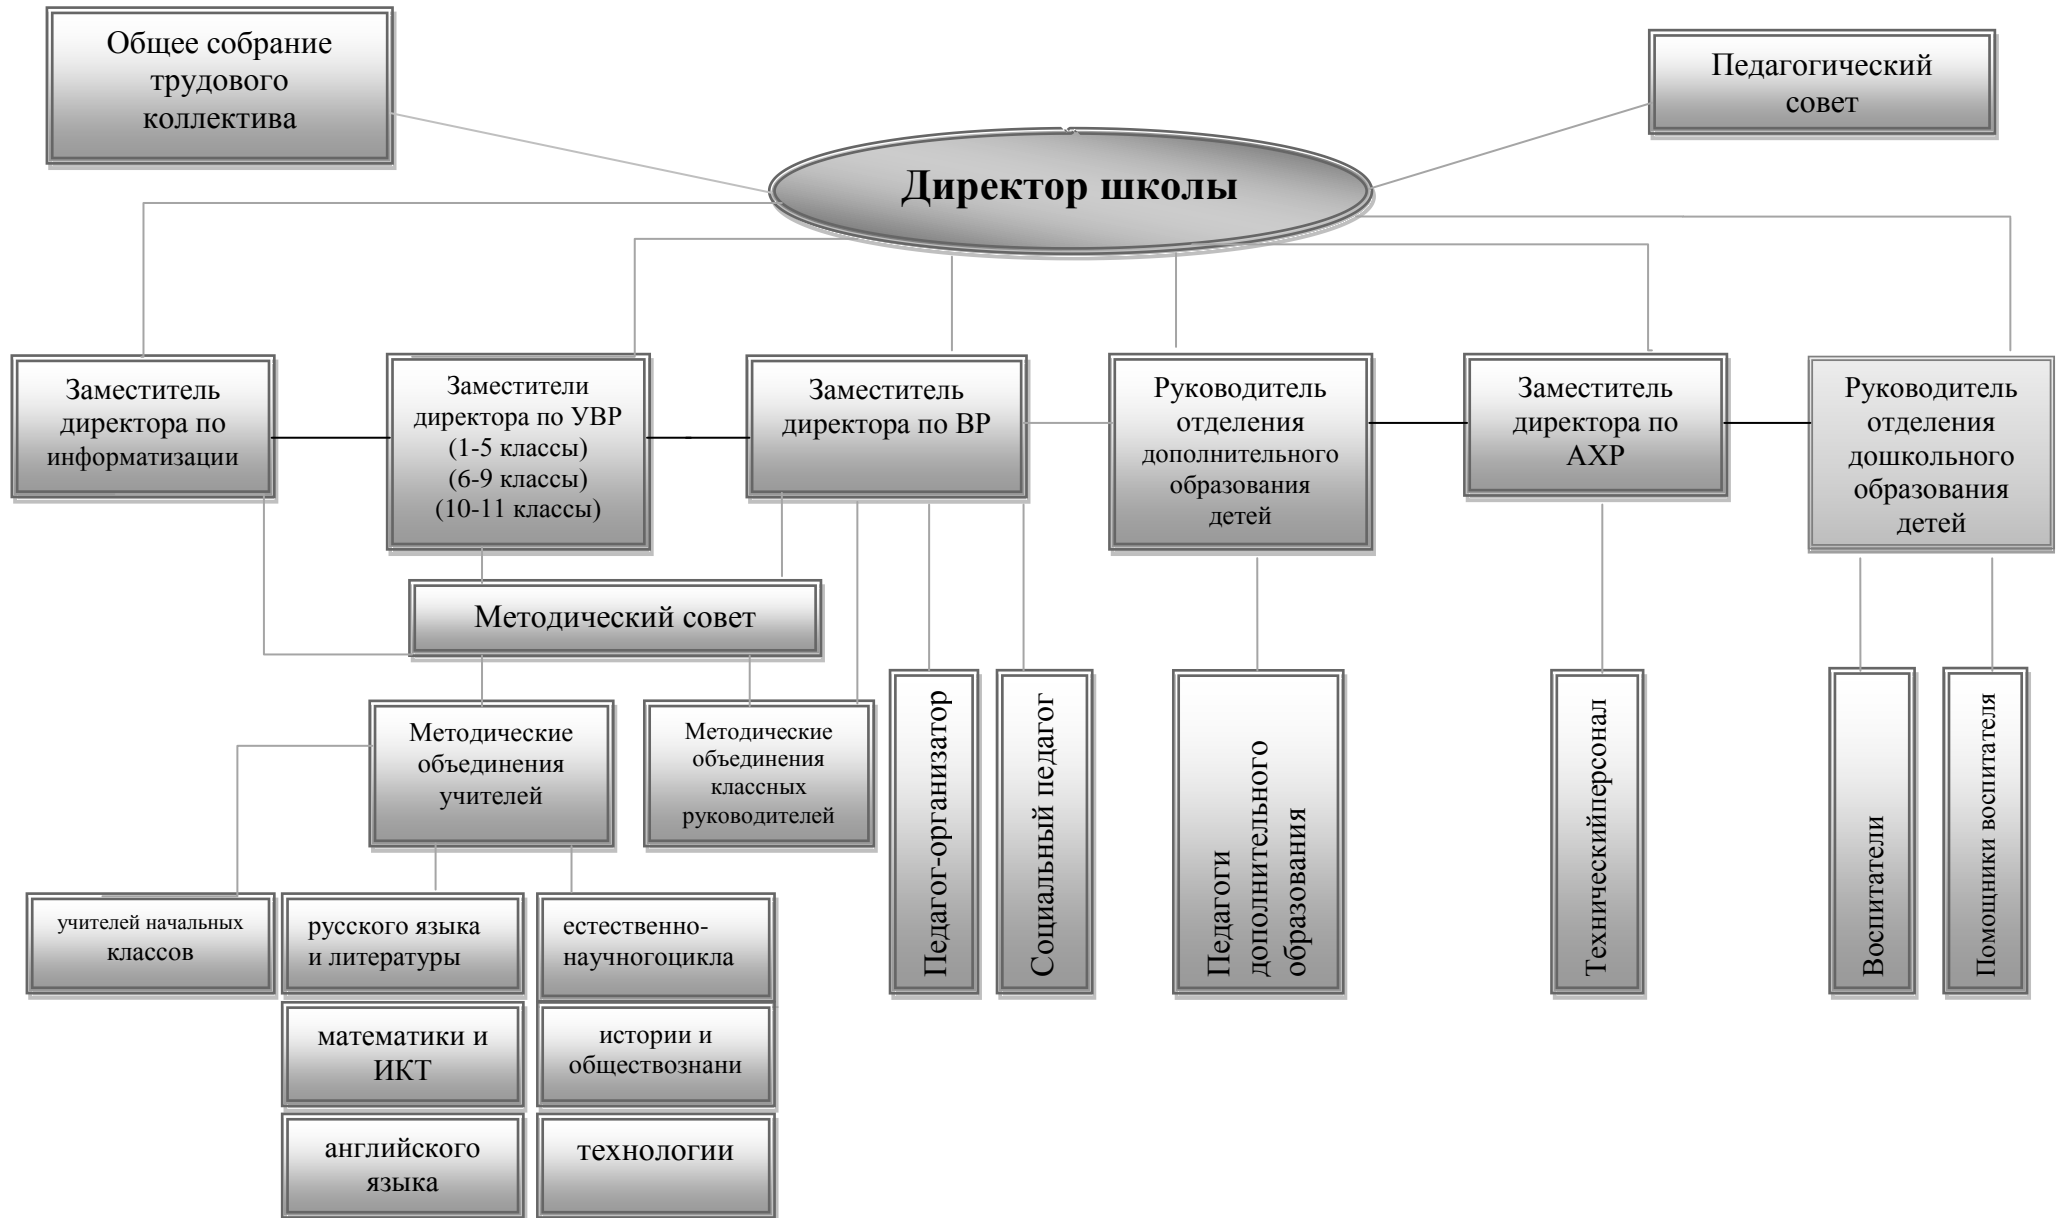 Общее собрание
трудового
коллектива
Педагогический
совет
Директор школы
Заместитель
директора по
информатизации
Заместители
директора по УВР
(1-5 классы)
(6-9 классы)
(10-11 классы)
Заместитель
директора по ВР
Руководитель
отделения
дополнительного
образования
детей
Заместитель
директора по
АХР
Руководитель
отделения
дошкольного
образования
детей
Методический совет
Методические
объединения
учителей
Методические
объединения
классных
руководителей
Педагог-организатор
Социальный педагог
Педагоги
дополнительного
образования
Техническийперсонал
Воспитатели
Помощники воспитателя
учителей начальных
классов
русского языка
и литературы
естественно-
научногоцикла
математики и
ИКТ
истории и
обществознани
английского
языка
технологии